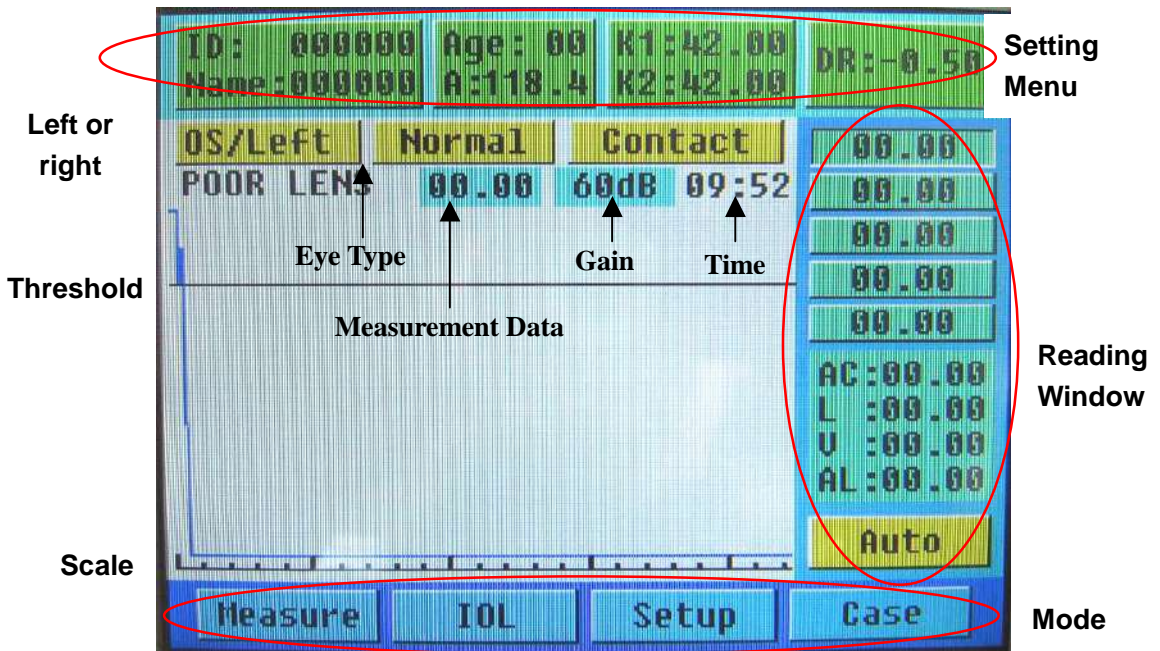 ID: 000000 Age: 00 K1:42.00 DR:-0.50
Name:000000 A:118.4 K2:42.00
Setting Menu
Left or right
OS/Left Normal Contact
POOR LENS 00.00 60dB 09:52
Eye Type Gain Time
Measurement Data
Threshold
00.00
00.00
00.00
00.00
00.00
AC:00.00
L :00.00
V :00.00
AL:00.00
Auto
Reading Window
Scale
Measure IOL Setup Case
Mode